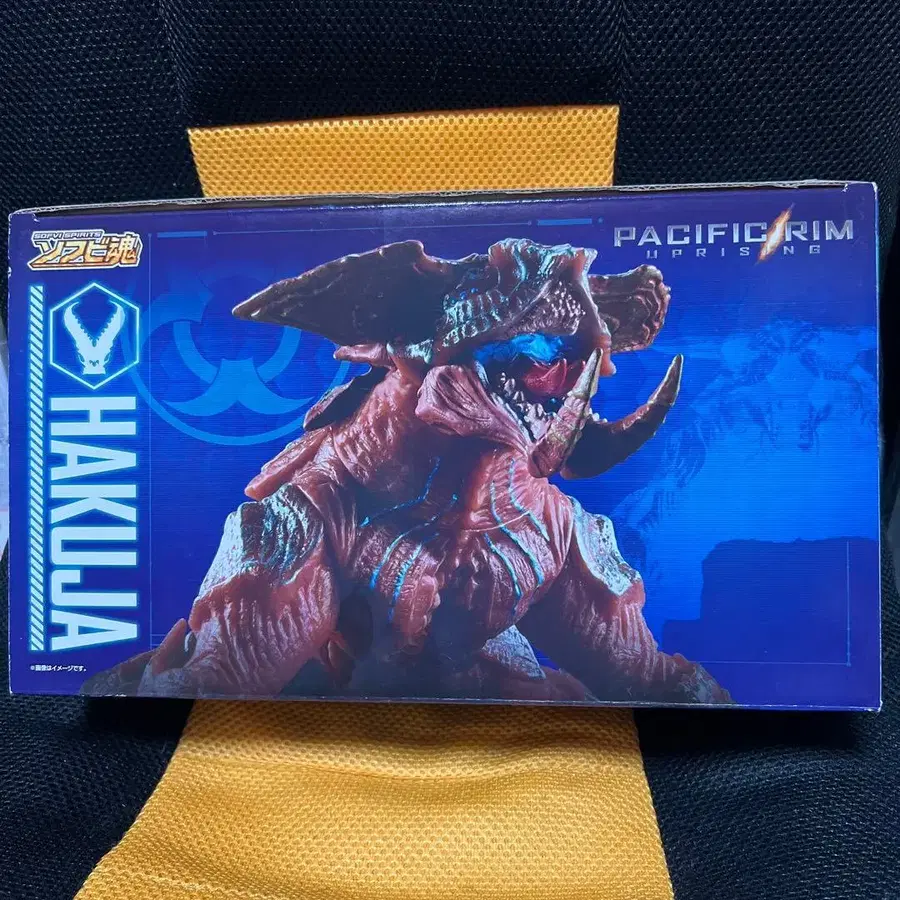 SOFVI SPIRITS
ソフビ魂
PACIFIC RIM
UPRISING
HAKUJA
※画像はイメージです。